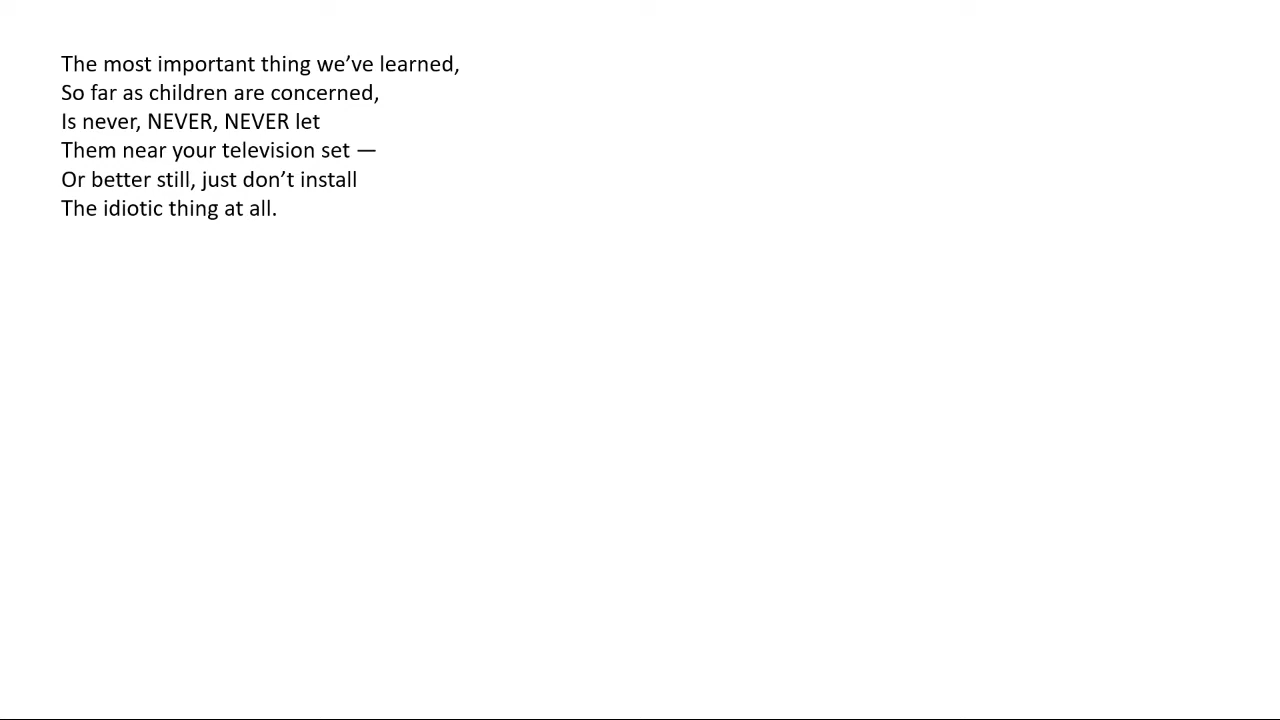 The most important thing we’ve learned,
So far as children are concerned,
Is never, NEVER, NEVER let
Them near your television set —
Or better still, just don’t install
The idiotic thing at all.